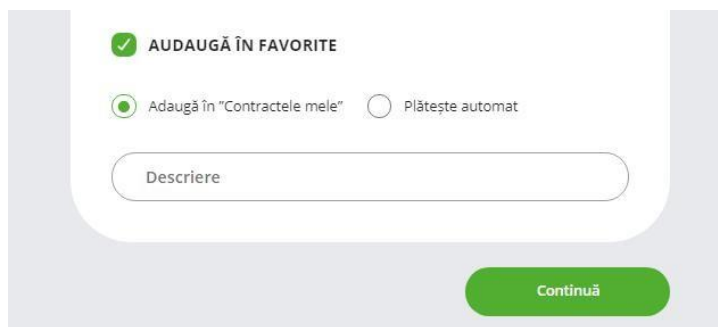 AUDAUGĂ ÎN FAVORITE
Adaugă în "Contractele mele" Plătește automat
Descriere
Continuă